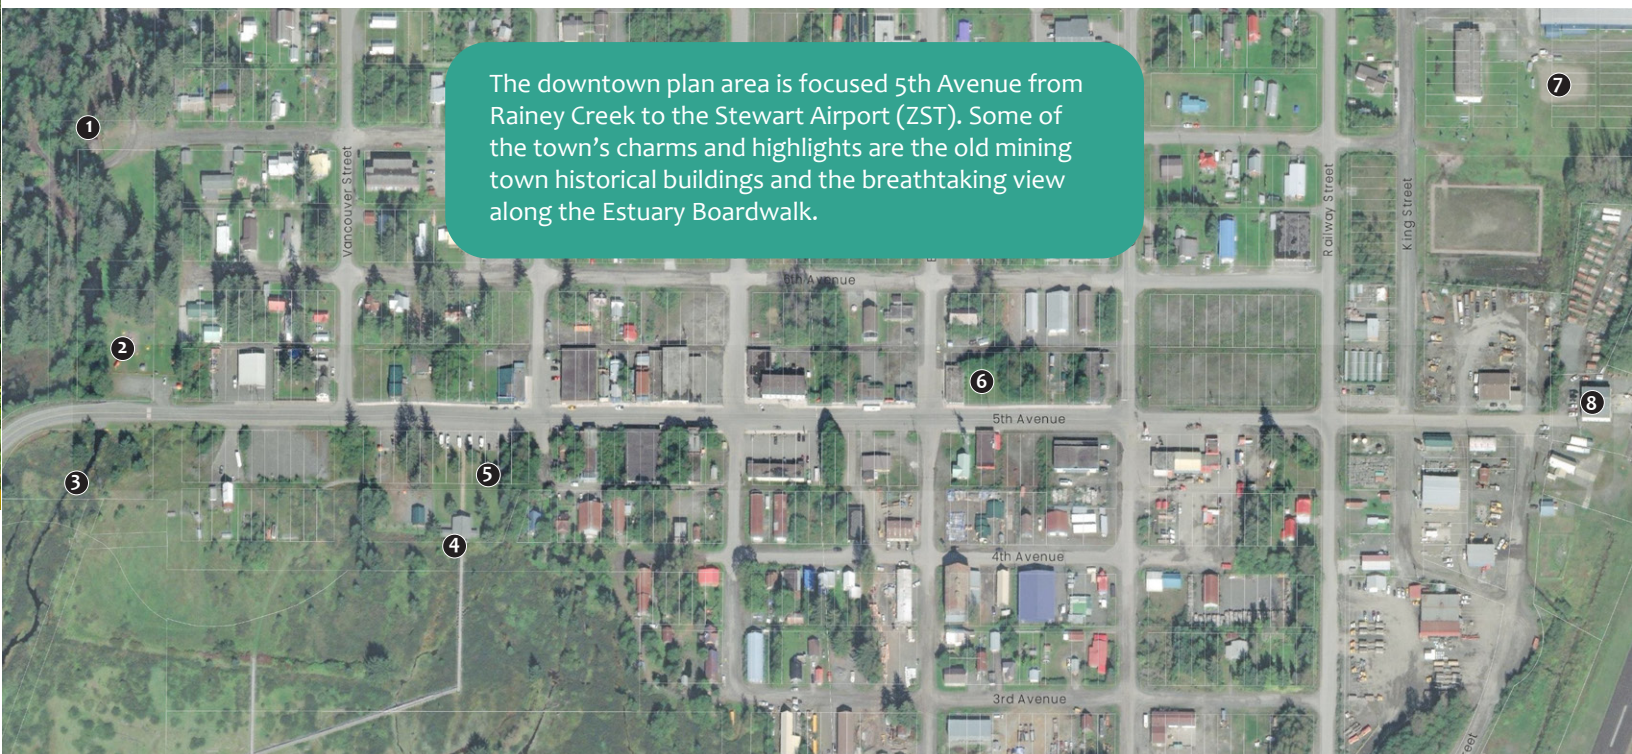 The downtown plan area is focused 5th Avenue from
Rainey Creek to the Stewart Airport (ZST). Some of
the town's charms and highlights are the old mining
town historical buildings and the breathtaking view
along the Estuary Boardwalk.
7
1
Vancouver Street
Railway Street
King Street
6th Avenue
2
6
8
5th Avenue
5
3
4
4th Avenue
3rd Avenue